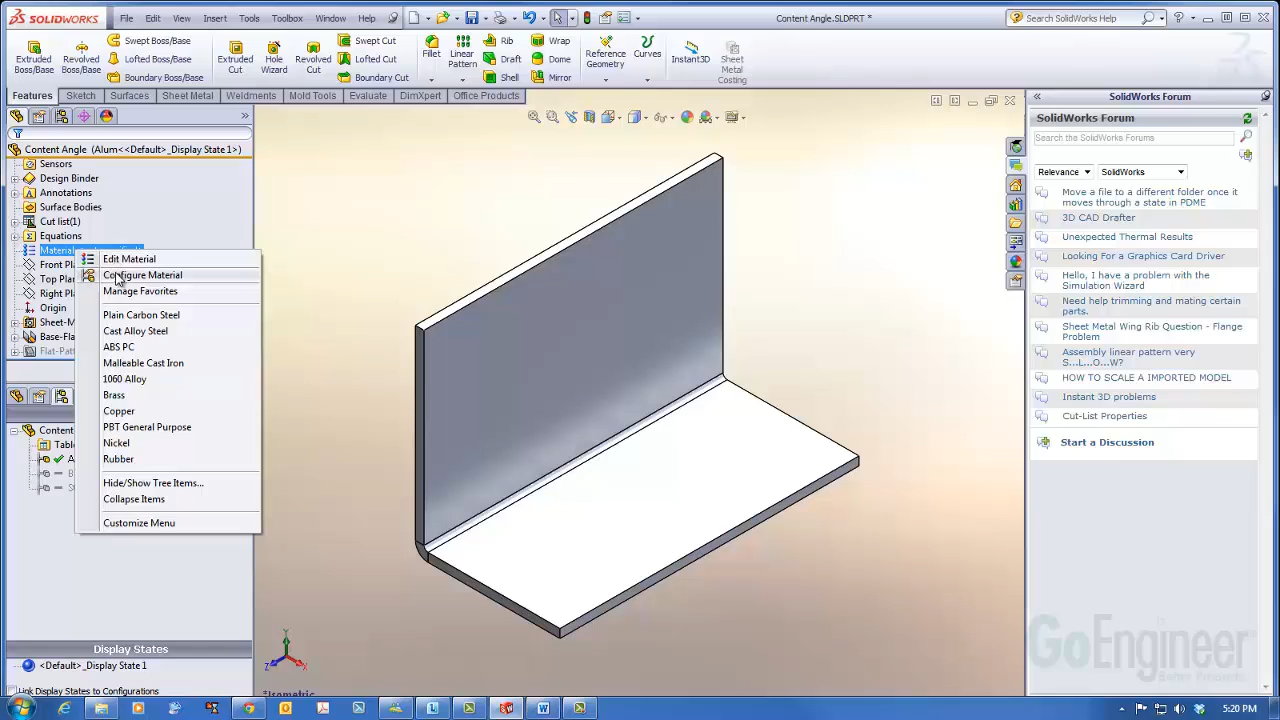 SOLIDWORKS File Edit View Insert Tools Toolbox Window Help Content Angle.SLDPRT * Search SolidWorks Help
Extruded Boss/Base
Revolved Boss/Base
Swept Boss/Base
Lofted Boss/Base
Boundary Boss/Base
Extruded Cut
Hole Wizard
Revolved Cut
Swept Cut
Lofted Cut
Boundary Cut
Fillet
Linear Pattern
Rib
Draft
Shell
Wrap
Dome
Mirror
Reference Geometry
Curves
Instant3D
Sheet Metal Costing
Features Sketch Surfaces Sheet Metal Weldments Mold Tools Evaluate DimXpert Office Products
Content Angle (Alum<<Default>_Display State 1>)
Sensors
Design Binder
Annotations
Surface Bodies
Cut list(1)
Equations
Material
Front Pl
Top Plan
Right Pl
Origin
Sheet-M
Base-Fla
Flat-Patt
Edit Material
Configure Material
Manage Favorites
Plain Carbon Steel
Cast Alloy Steel
ABS PC
Malleable Cast Iron
1060 Alloy
Brass
Copper
PBT General Purpose
Nickel
Rubber
Hide/Show Tree Items...
Collapse Items
Customize Menu
Content
Tabl
Display States
<Default>_Display State 1
Link Display States to Configurations
Y
Z
X
*Isometric
SolidWorks Forum
SolidWorks Forum
Search the SolidWorks Forums
Relevance SolidWorks
Move a file to a different folder once it
moves through a state in PDME
3D CAD Drafter
Unexpected Thermal Results
Looking For a Graphics Card Driver
Hello, I have a problem with the
Simulation Wizard
Need help trimming and mating certain
parts.
Sheet Metal Wing Rib Question - Flange
Problem
Assembly linear pattern very
S...L...O...W?
HOW TO SCALE A IMPORTED MODEL
Instant 3D problems
Cut-List Properties
Start a Discussion
GoEngineer
5:20 PM